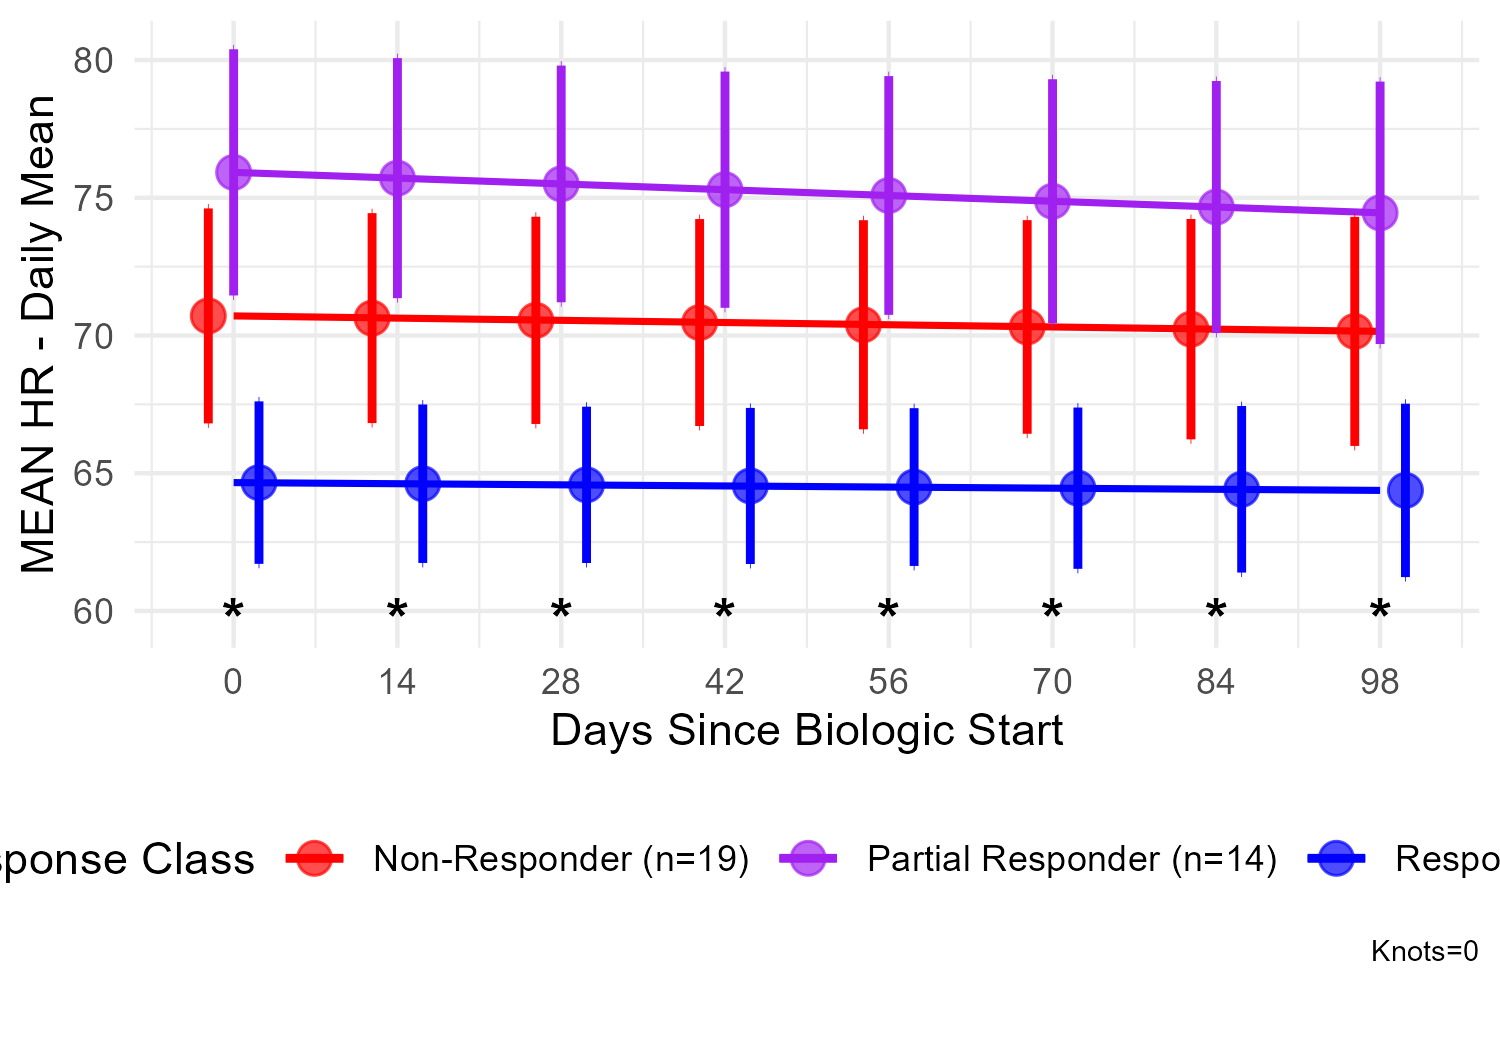 MEAN HR - Daily Mean
80
75
70
65
60
* * * * * * * *
0 14 28 42 56 70 84 98
Days Since Biologic Start
sponse Class Non-Responder (n=19) Partial Responder (n=14) Respo
Knots=0